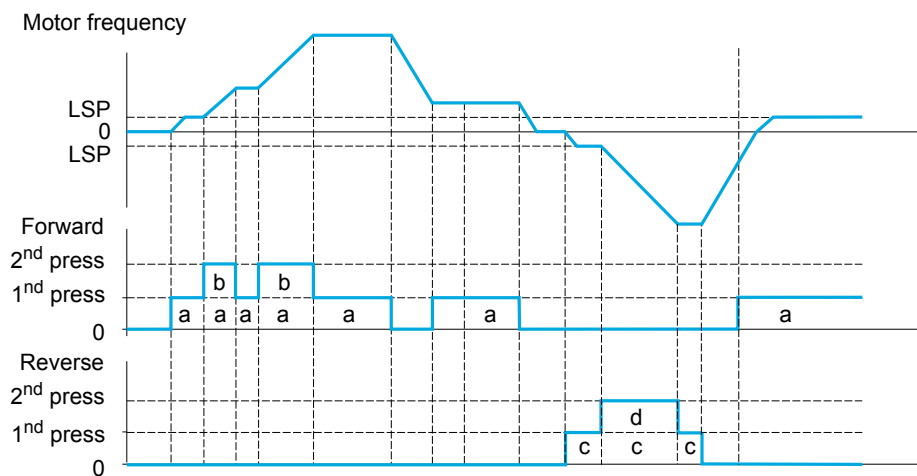 Motor frequency
LSP
0
LSP
Forward
2nd press
b b
1nd press
a a a a a a a
0
Reverse
2nd press
d
1nd press
c c c
0